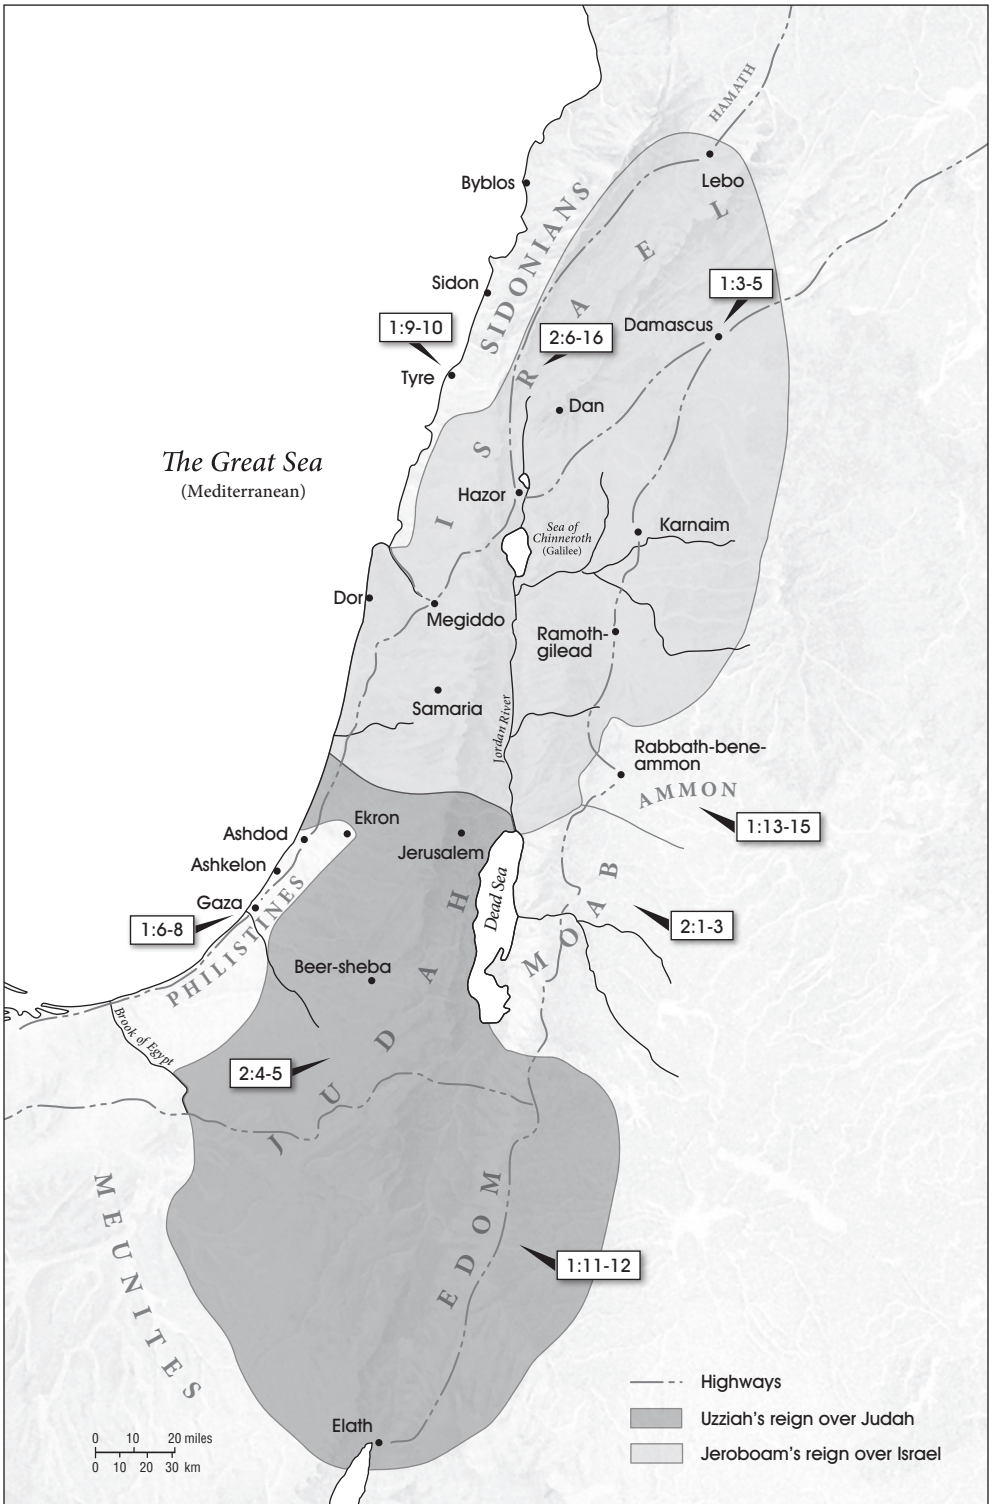 HAMATH
Lebo
Byblos
SIDONIANS
ISRAEL
Sidon
1:3-5
1:9-10
2:6-16
Damascus
Tyre
Dan
The Great Sea
(Mediterranean)
Hazor
Sea of
Chinneroth
(Galilee)
Karnaim
Dor
Megiddo
Ramoth-
gilead
Samaria
Jordan River
Rabbath-bene-
ammon
AMMON
1:13-15
Ekron
Ashdod
Jerusalem
Ashkelon
Gaza
1:6-8
PHILISTINES
Dead Sea
MOAB
2:1-3
Beer-sheba
JUDAH
Brook of Egypt
2:4-5
MEUNITES
EDOM
1:11-12
Elath
Highways
Uzziah's reign over Judah
Jeroboam's reign over Israel
0 10 20 miles
0 10 20 30 km